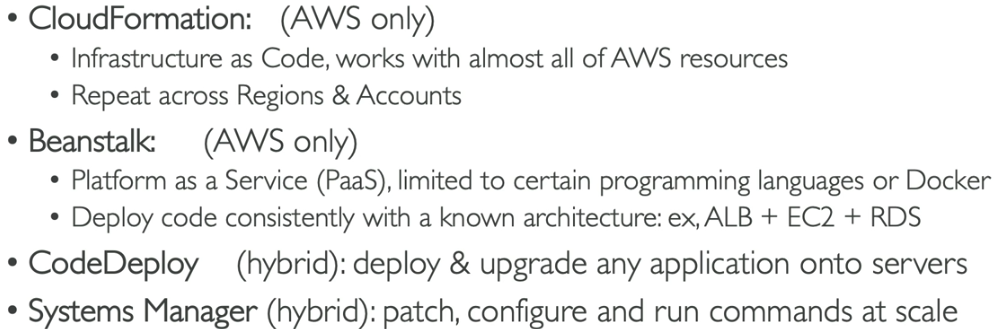 • CloudFormation: (AWS only)
• Infrastructure as Code, works with almost all of AWS resources
• Repeat across Regions & Accounts
• Beanstalk: (AWS only)
• Platform as a Service (PaaS), limited to certain programming languages or Docker
• Deploy code consistently with a known architecture: ex, ALB + EC2 + RDS
• CodeDeploy (hybrid): deploy & upgrade any application onto servers
• Systems Manager (hybrid): patch, configure and run commands at scale